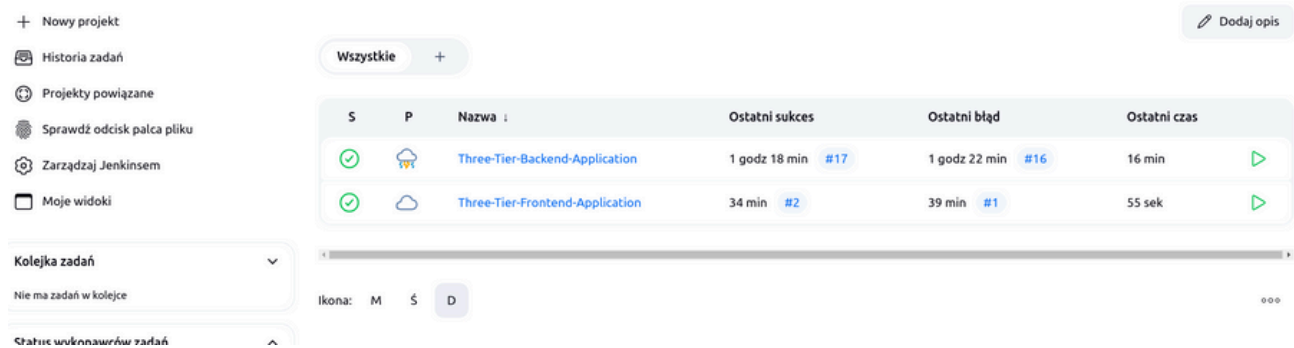 Nowy projekt
Historia zadań
Projekty powiązane
Sprawdź odcisk palca pliku
Zarządzaj Jenkinsem
Moje widoki
Kolejka zadań
Nie ma zadań w kolejce
Status wykonawców zadań
Dodaj opis
Wszystkie +
S P Nazwa ↓ Ostatni sukces Ostatni błąd Ostatni czas
Three-Tier-Backend-Application 1 godz 18 min #17 1 godz 22 min #16 16 min
Three-Tier-Frontend-Application 34 min #2 39 min #1 55 sek
Ikona: M Ś D